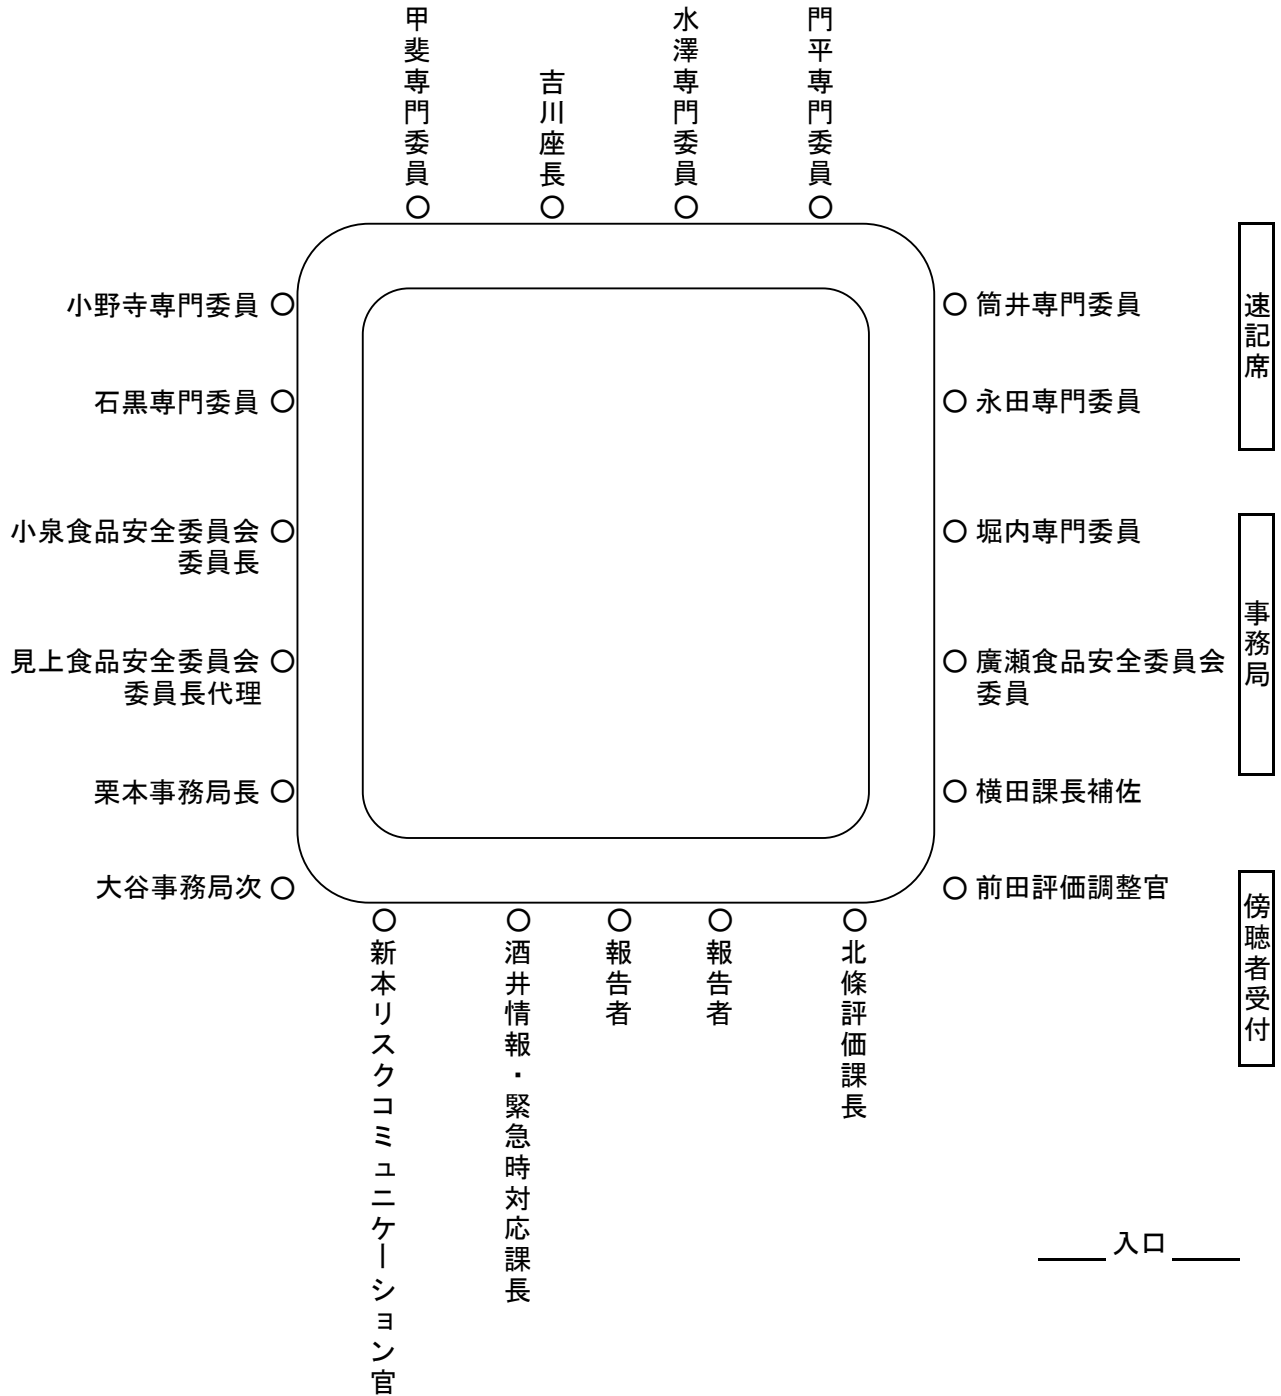 甲斐専門委員
吉川座長
水澤専門委員
門平専門委員
小野寺専門委員
石黒専門委員
小泉食品安全委員会
委員長
見上食品安全委員会
委員長代理
栗本事務局長
大谷事務局次
筒井専門委員
永田専門委員
堀内専門委員
廣瀬食品安全委員会
委員
横田課長補佐
前田評価調整官
新本リスクコミュニケーション官
酒井情報・緊急時対応課長
報告者
報告者
北條評価課長
速記席
事務局
傍聴者受付
入口